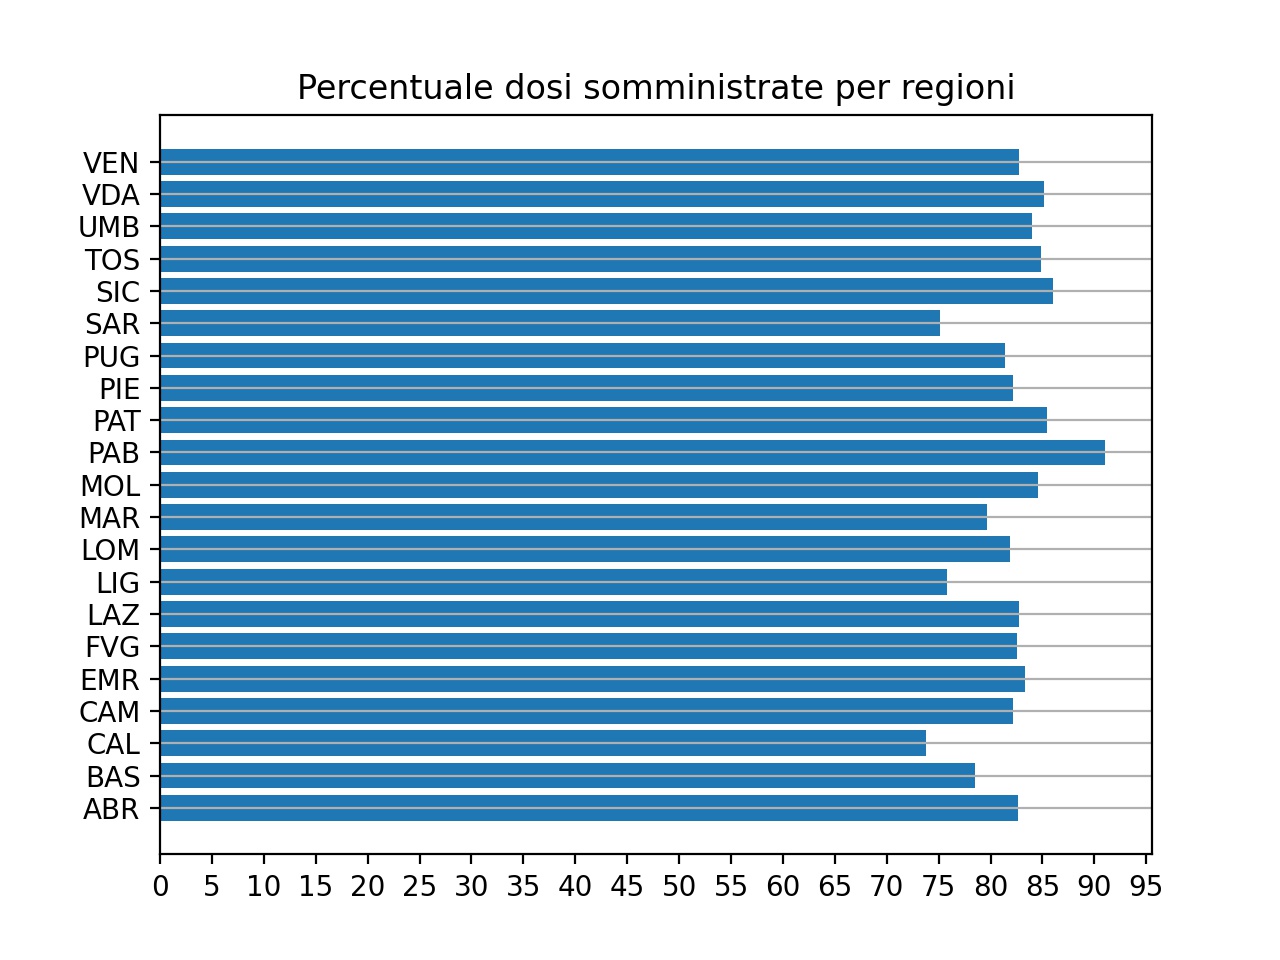 Percentuale dosi somministrate per regioni
VEN
VDA
UMB
TOS
SIC
SAR
PUG
PIE
PAT
PAB
MOL
MAR
LOM
LIG
LAZ
FVG
EMR
CAM
CAL
BAS
ABR
0 5 10 15 20 25 30 35 40 45 50 55 60 65 70 75 80 85 90 95